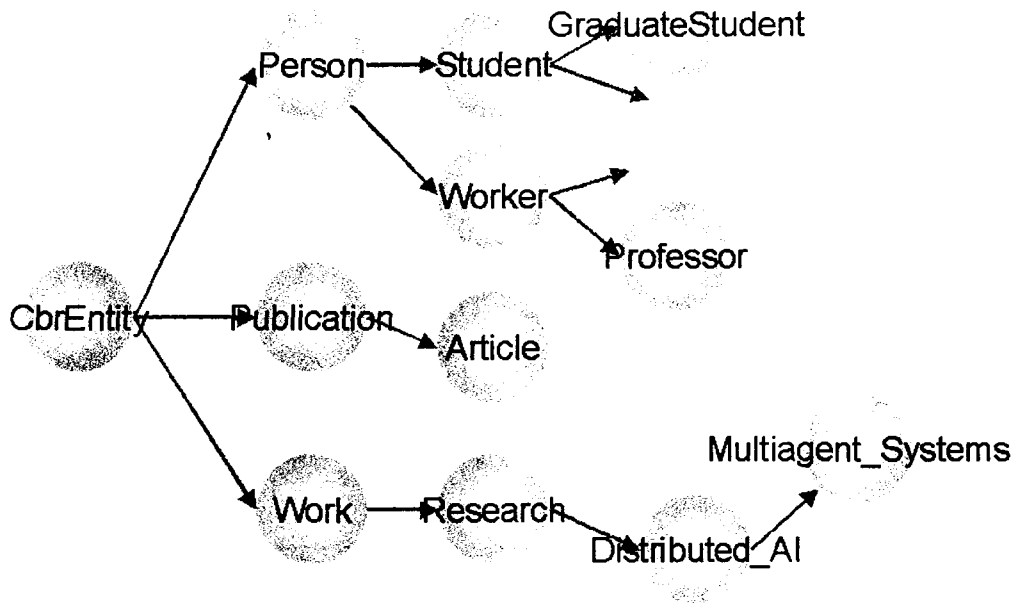 GraduateStudent
Person
Student
Worker
Professor
CbrEntity
Publication
Article
Multiagent_Systems
Work
Research
Distributed_AI